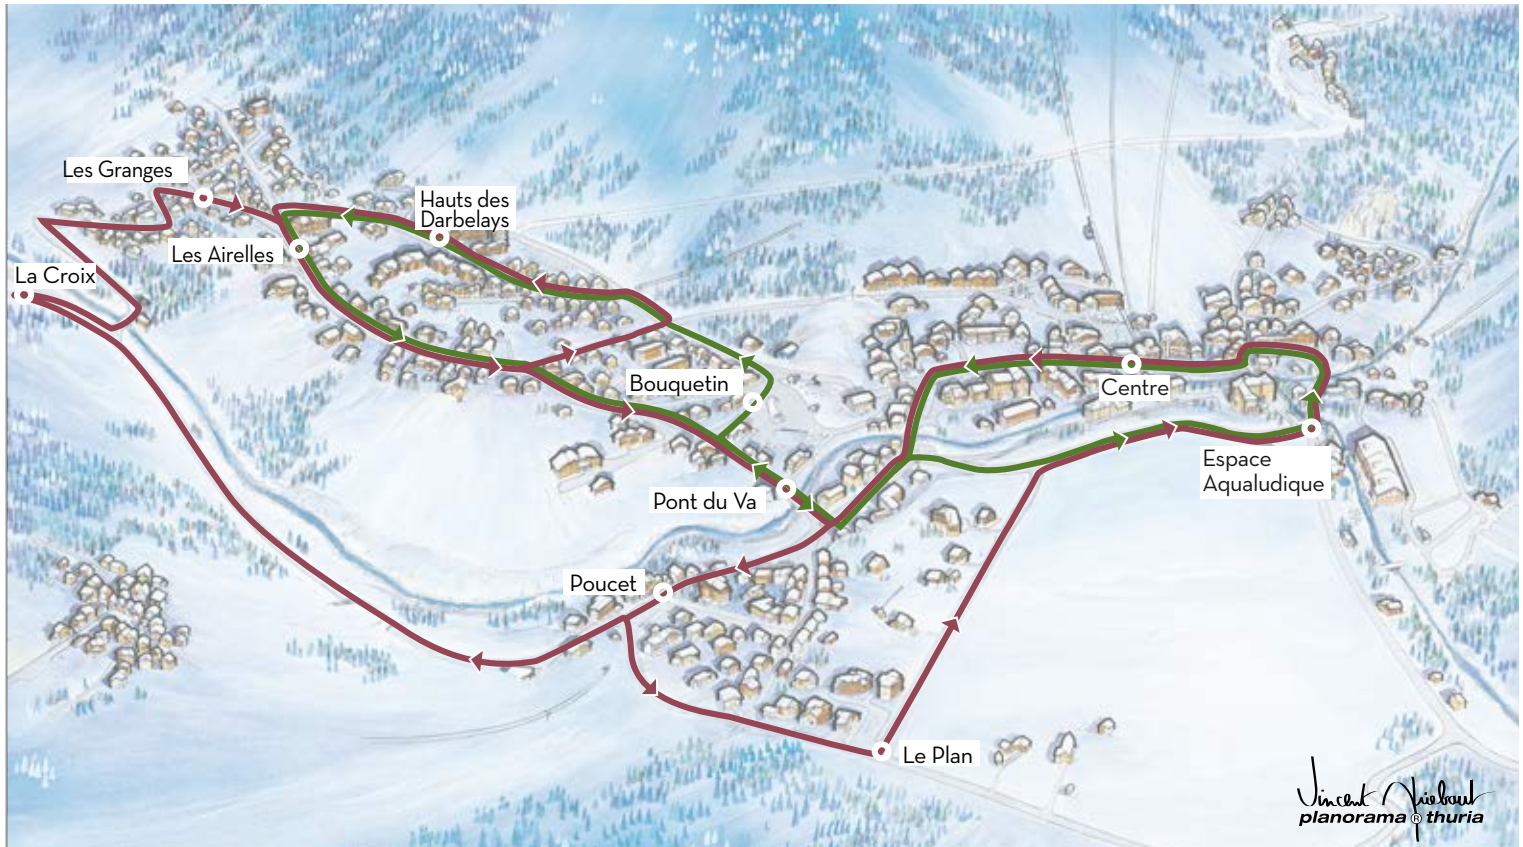 Les Granges
Hauts des
Darbelays
Les Airelles
La Croix
Bouquetin
Centre
Espace
Aqualudique
Pont du Va
Poucet
Le Plan
Vincent Thiebaut
planorama ® thuria